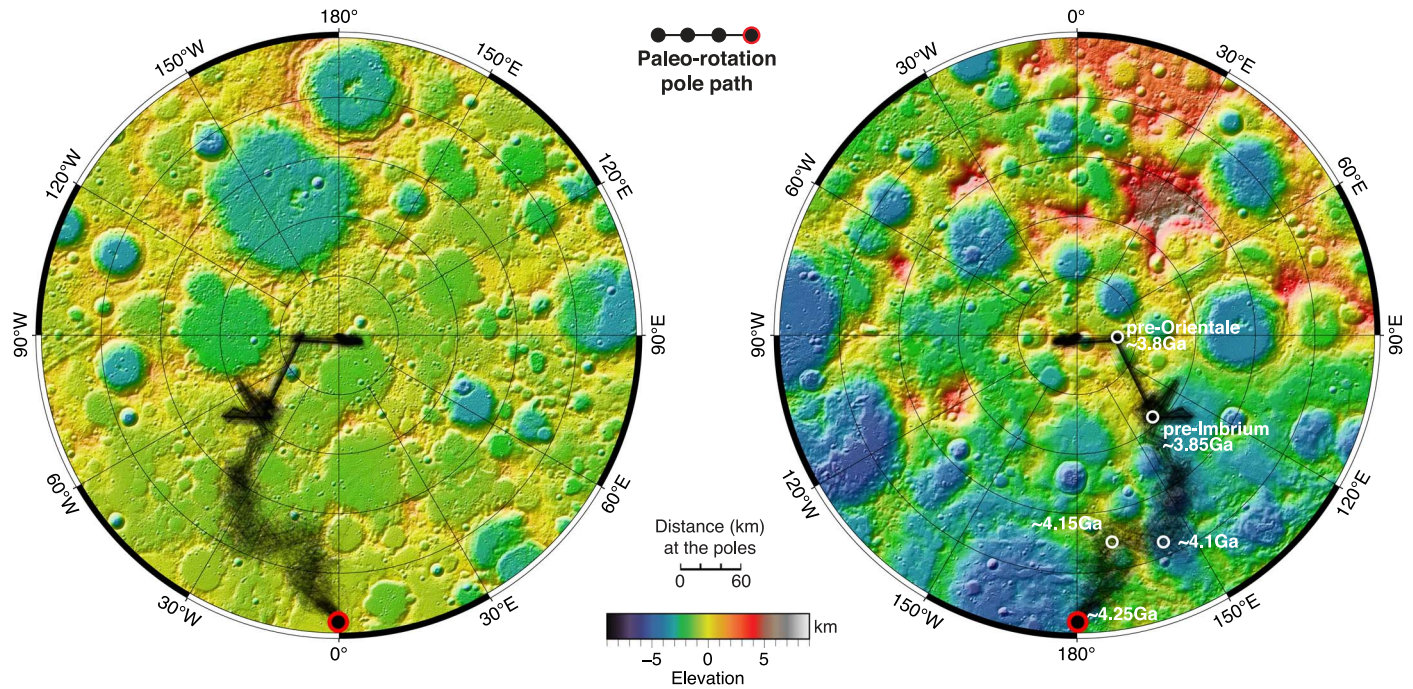 180°
150°W
150°E
120°W
120°E
90°W
90°E
60°W
60°E
30°W
30°E
0°
Paleo-rotation
pole path
Distance (km)
at the poles
0 60
km
−5 0 5
Elevation
0°
30°W
30°E
60°W
60°E
90°W
90°E
120°W
120°E
150°W
150°E
180°
pre-Orientale
~3.8Ga
pre-Imbrium
~3.85Ga
~4.15Ga
~4.1Ga
~4.25Ga